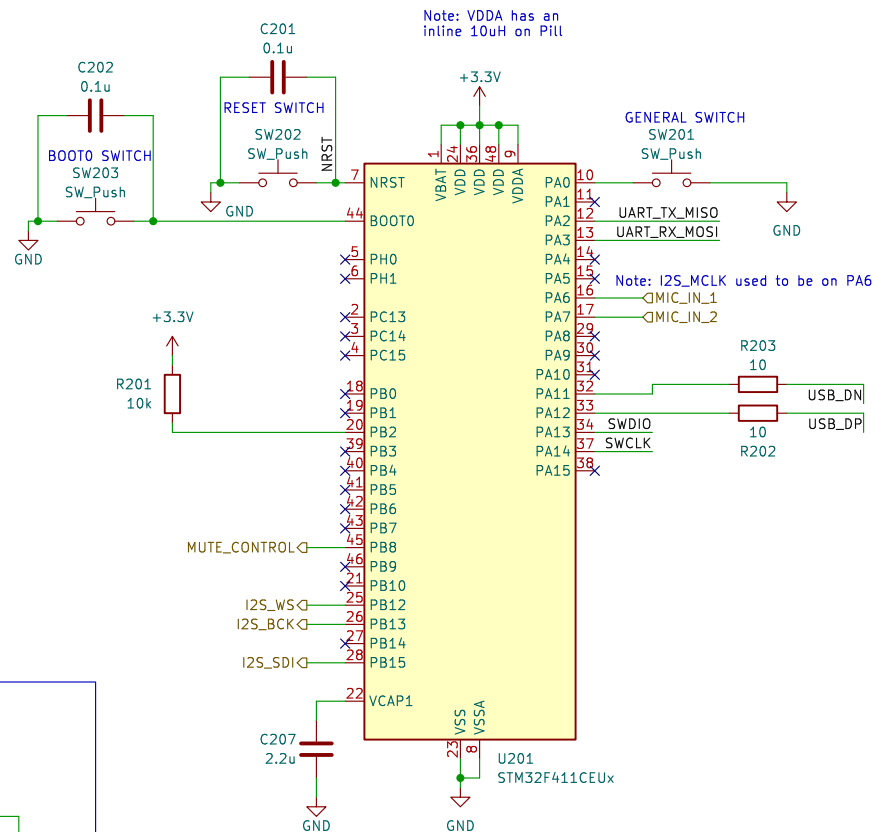 Note: VDDA has an
inline 10uH on Pill
C201
0.1u
C202
0.1u
+3.3V
RESET SWITCH
GENERAL SWITCH
BOOT0 SWITCH
SW202
SW_Push
NRST
SW201
SW_Push
SW203
SW_Push
GND
GND
GND
1 VBAT
24 VDD
36 VDD
48 VDD
9 VDDA
7 NRST
44 BOOT0
5 PH0
6 PH1
2 PC13
3 PC14
4 PC15
18 PB0
19 PB1
20 PB2
39 PB3
40 PB4
41 PB5
42 PB6
43 PB7
45 PB8
46 PB9
21 PB10
25 PB12
26 PB13
27 PB14
28 PB15
22 VCAP1
PA0 10
PA1 11
PA2 12 UART_TX_MISO
PA3 13 UART_RX_MOSI
PA4 14
PA5 15
Note: I2S_MCLK used to be on PA6
PA6 16 MIC_IN_1
PA7 17 MIC_IN_2
PA8 29
PA9 30
PA10 31
PA11 32
PA12 33
PA13 34 SWDIO
PA14 37 SWCLK
PA15 38
+3.3V
R201
10k
R203
10
USB_DN
USB_DP
10
R202
MUTE_CONTROL
I2S_WS
I2S_BCK
I2S_SDI
C207
2.2u
GND
VSS 23
VSSA 8
U201
STM32F411CEUx
GND